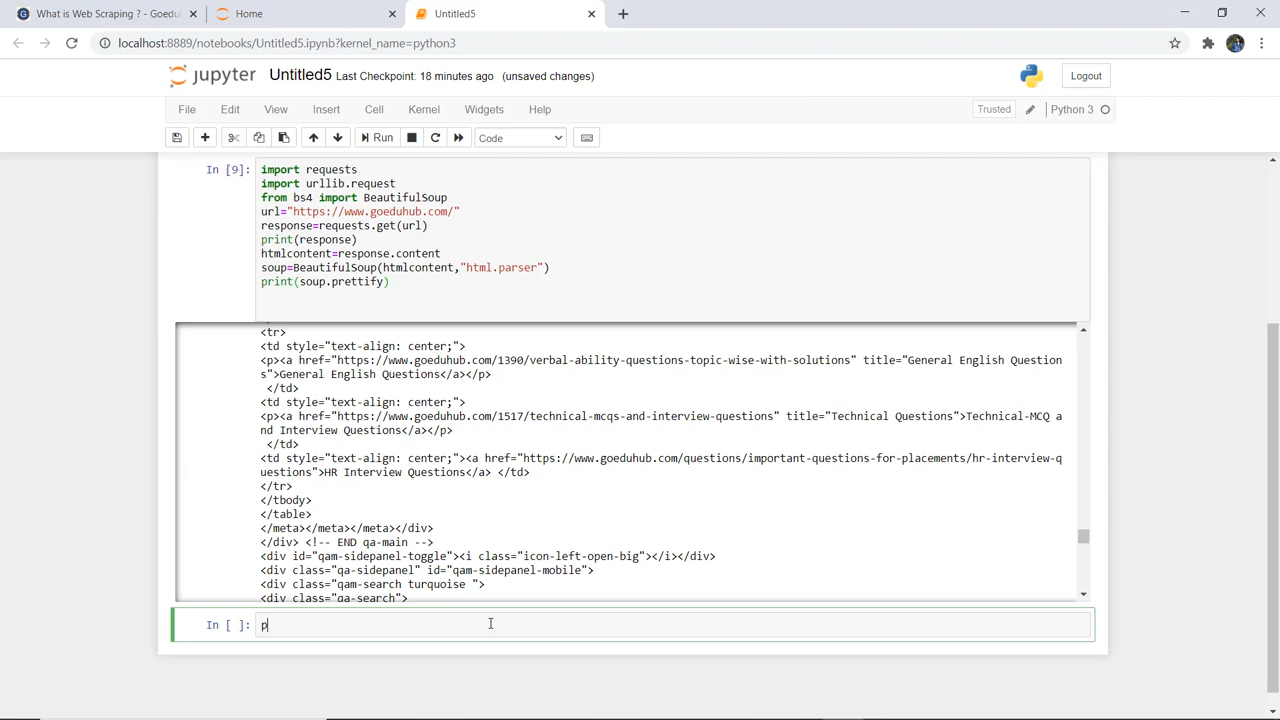 What is Web Scraping ? - Goedu
Home
Untitled5
localhost:8889/notebooks/Untitled5.ipynb?kernel_name=python3
jupyter Untitled5 Last Checkpoint: 18 minutes ago (unsaved changes)
Logout
File Edit View Insert Cell Kernel Widgets Help
Trusted Python 3
Run Code
In [9]:
import requests
import urllib.request
from bs4 import BeautifulSoup
url="https://www.goeduhub.com/"
response=requests.get(url)
print(response)
htmlcontent=response.content
soup=BeautifulSoup(htmlcontent,"html.parser")
print(soup.prettify)
<tr>
<td style="text-align: center;">
<p><a href="https://www.goeduhub.com/1390/verbal-ability-questions-topic-wise-with-solutions" title="General English Question
s">General English Questions</a></p>
</td>
<td style="text-align: center;">
<p><a href="https://www.goeduhub.com/1517/technical-mcqs-and-interview-questions" title="Technical Questions">Technical-MCQ a
nd Interview Questions</a></p>
</td>
<td style="text-align: center;"><a href="https://www.goeduhub.com/questions/important-questions-for-placements/hr-interview-q
uestions">HR Interview Questions</a> </td>
</tr>
</tbody>
</table>
</meta></meta></meta></div>
</div> <!-- END qa-main -->
<div id="qam-sidepanel-toggle"><i class="icon-left-open-big"></i></div>
<div class="qa-sidepanel" id="qam-sidepanel-mobile">
<div class="qam-search turquoise ">
<div class="qa-search">
In [ ]: p